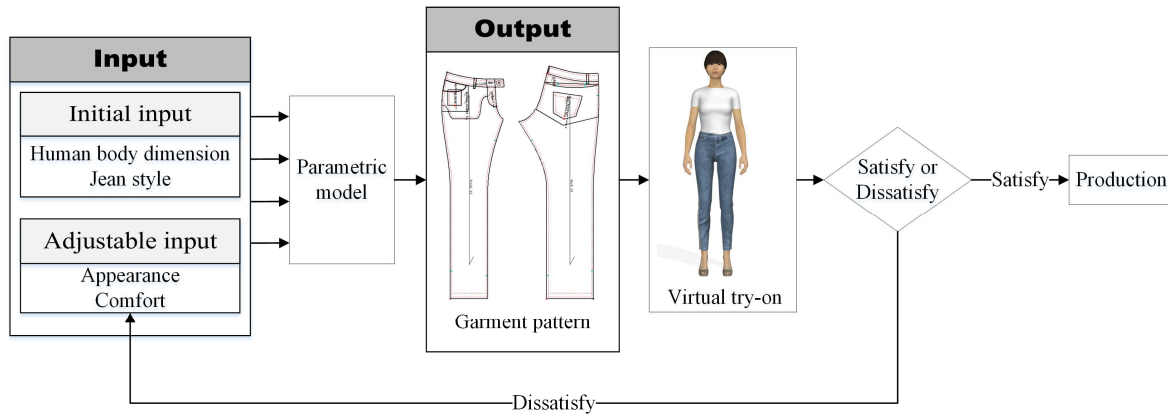 Input
Initial input
Human body dimension
Jean style
Adjustable input
Appearance
Comfort
Parametric
model
Output
Garment pattern
Virtual try-on
Satisfy or
Dissatisfy
Satisfy
Production
Dissatisfy